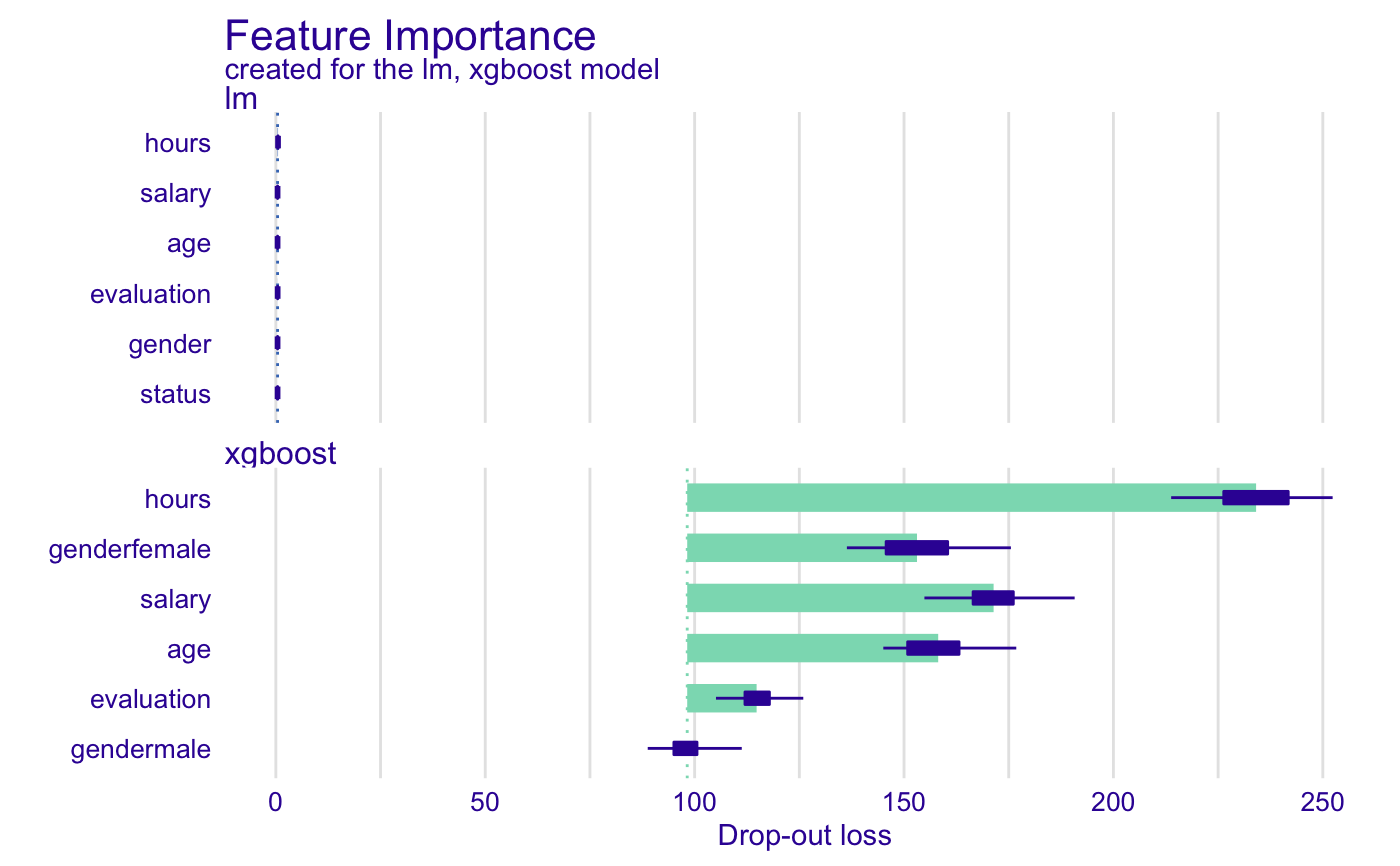 Feature Importance
created for the lm, xgboost model
lm
hours
salary
age
evaluation
gender
status
xgboost
hours
genderfemale
salary
age
evaluation
gendermale
0 50 100 150 200 250
Drop-out loss